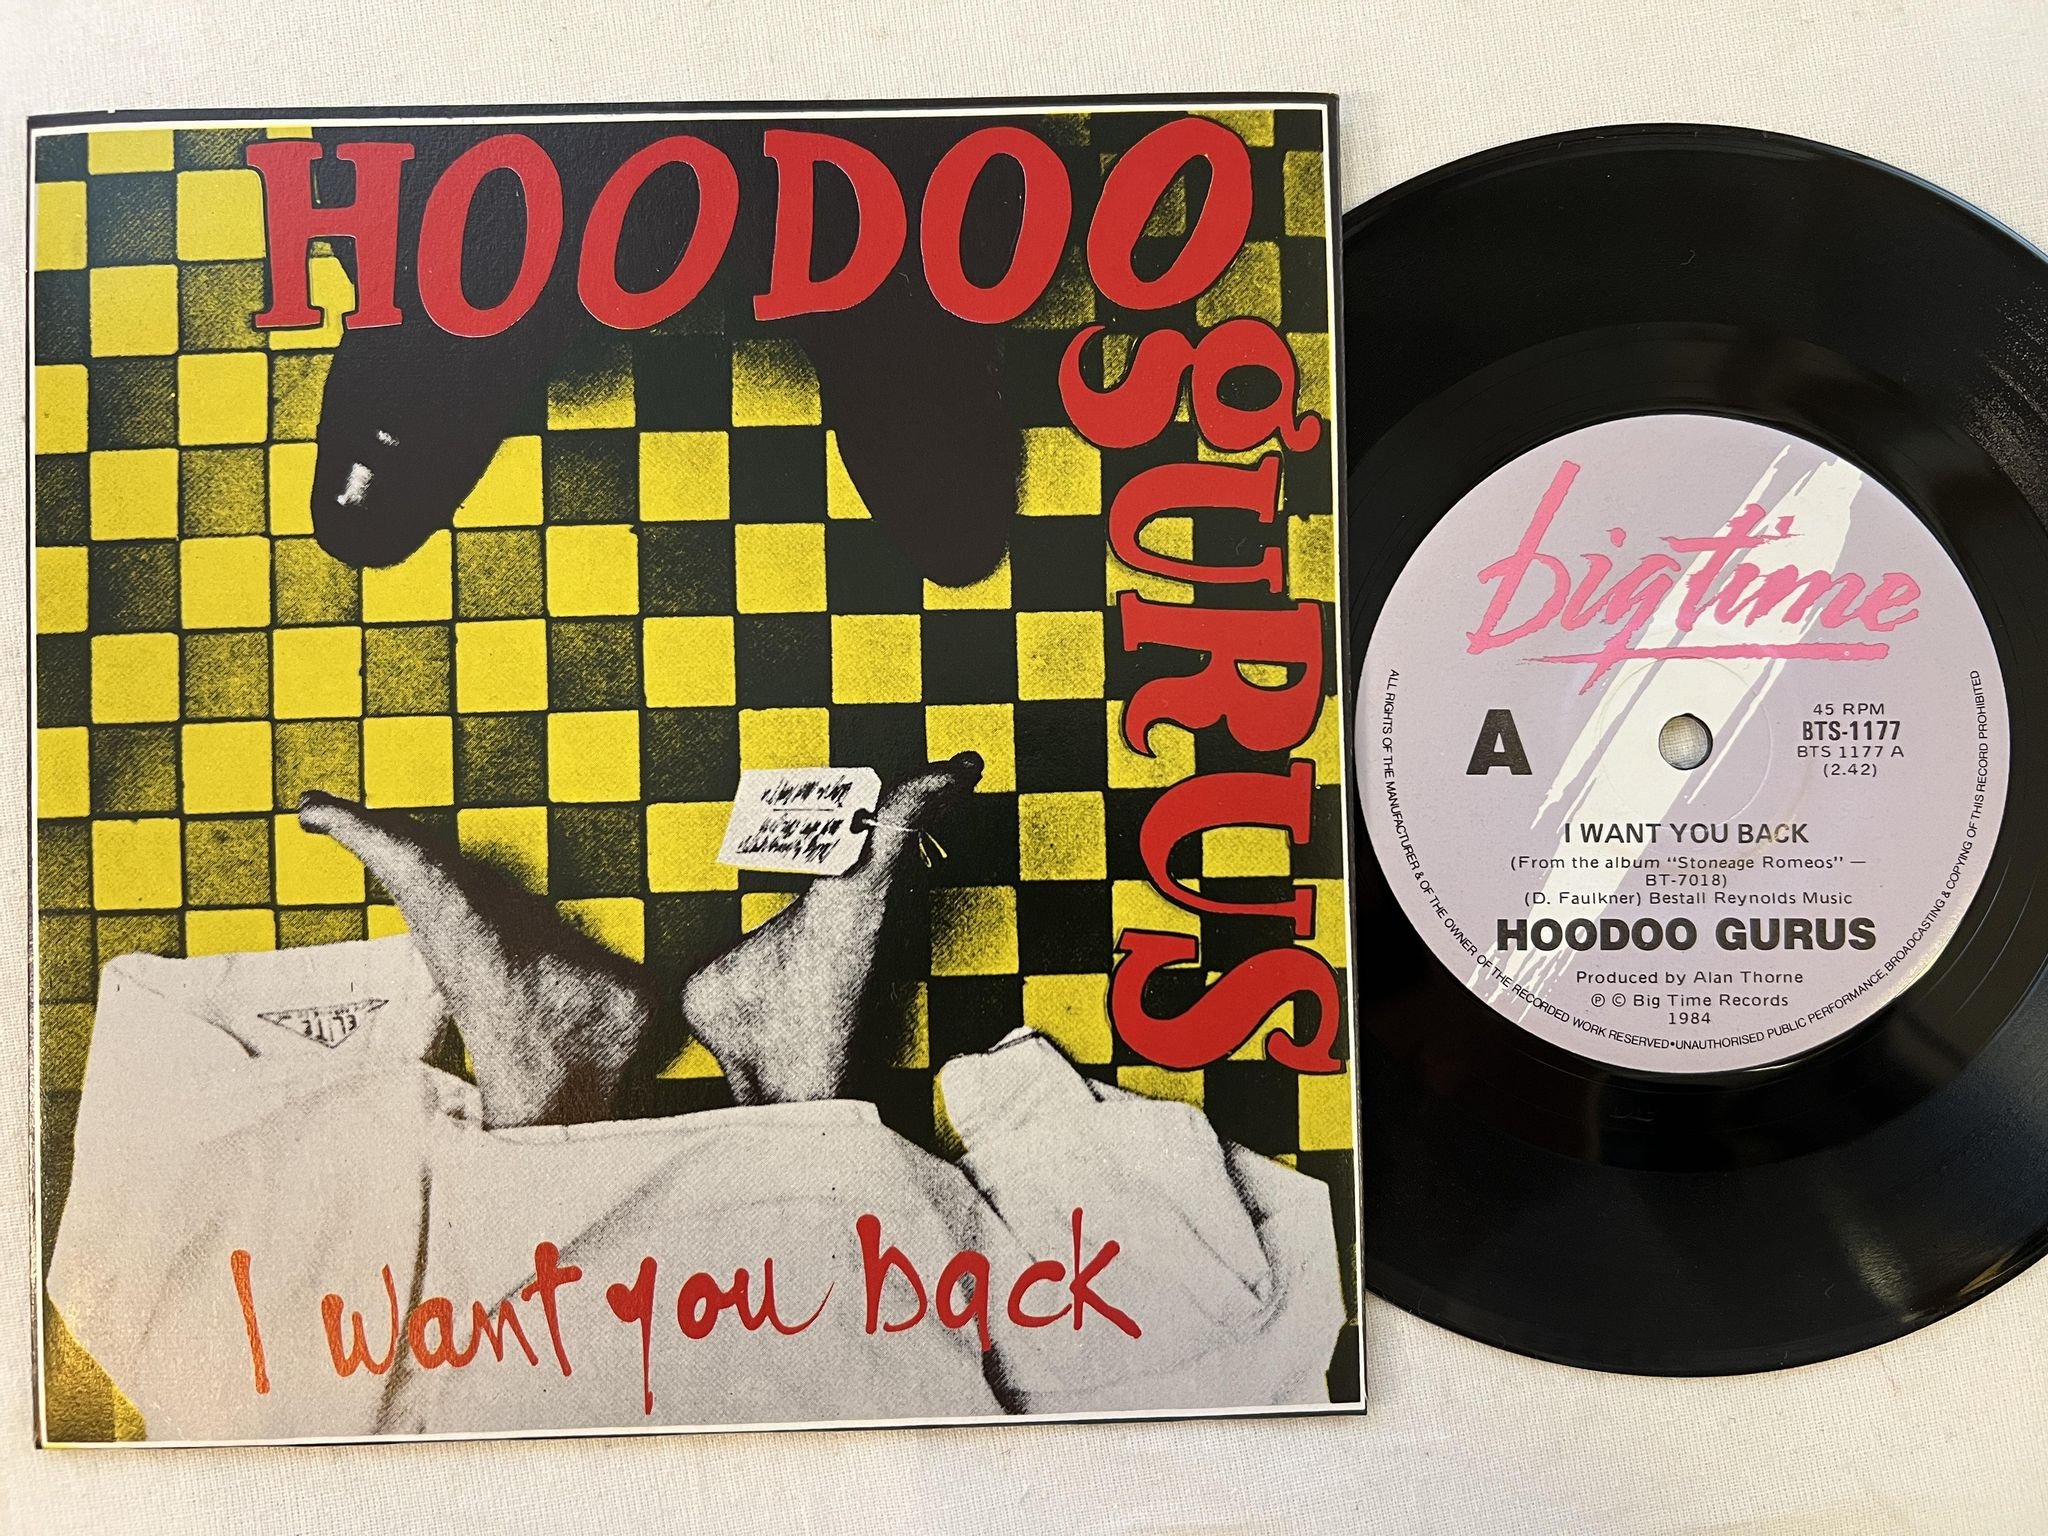 HOODOO
gURUS
ELITE
I want you back
big time
A
45 RPM
BTS-1177
BTS 1177 A
(2.42)
I WANT YOU BACK
(From the album "Stoneage Romeos" —
BT-7018)
(D. Faulkner) Bestall Reynolds Music
HOODOO GURUS
Produced by Alan Thorne
℗ © Big Time Records
1984
ALL RIGHTS OF THE MANUFACTURER & OF THE OWNER OF THE RECORDED WORK RESERVED•UNAUTHORISED PUBLIC PERFORMANCE, BROADCASTING & COPYING OF THIS RECORD PROHIBITED